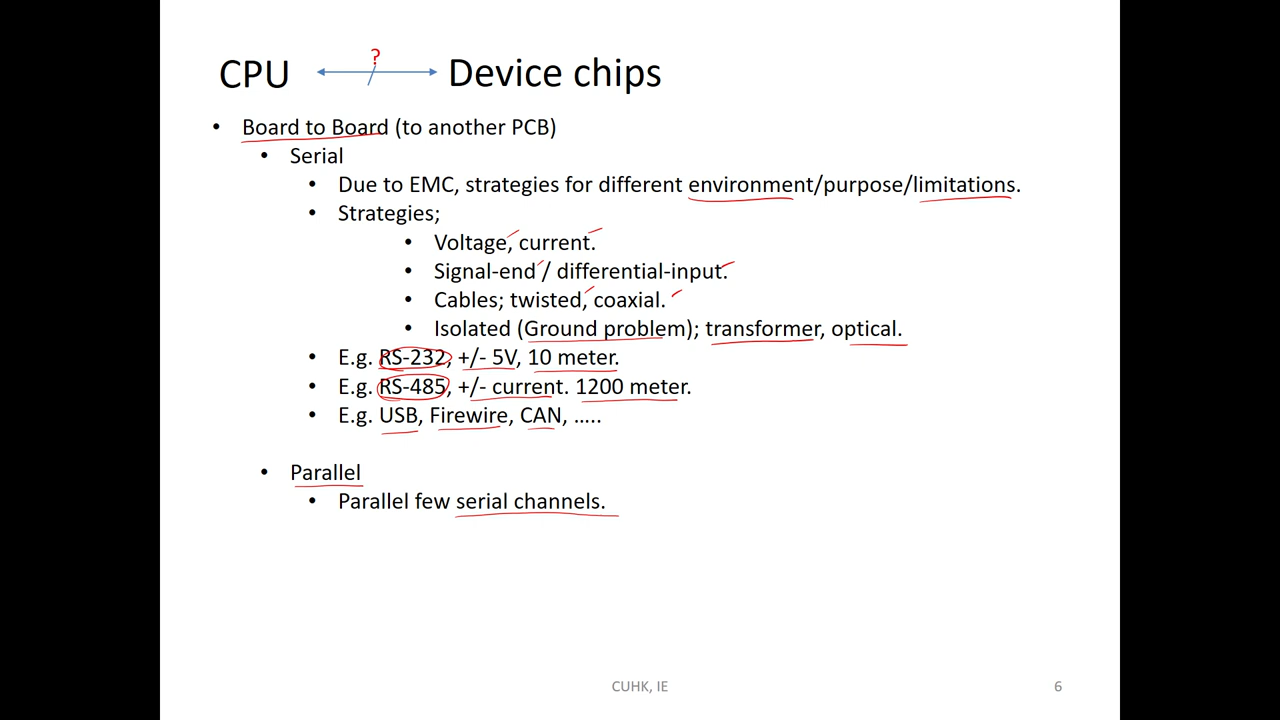 ?
CPU Device chips
• Board to Board (to another PCB)
• Serial
• Due to EMC, strategies for different environment/purpose/limitations.
• Strategies;
• Voltage, current.
• Signal-end / differential-input.
• Cables; twisted, coaxial.
• Isolated (Ground problem); transformer, optical.
• E.g. RS-232, +/- 5V, 10 meter.
• E.g. RS-485, +/- current. 1200 meter.
• E.g. USB, Firewire, CAN, .....
• Parallel
• Parallel few serial channels.
CUHK, IE 6